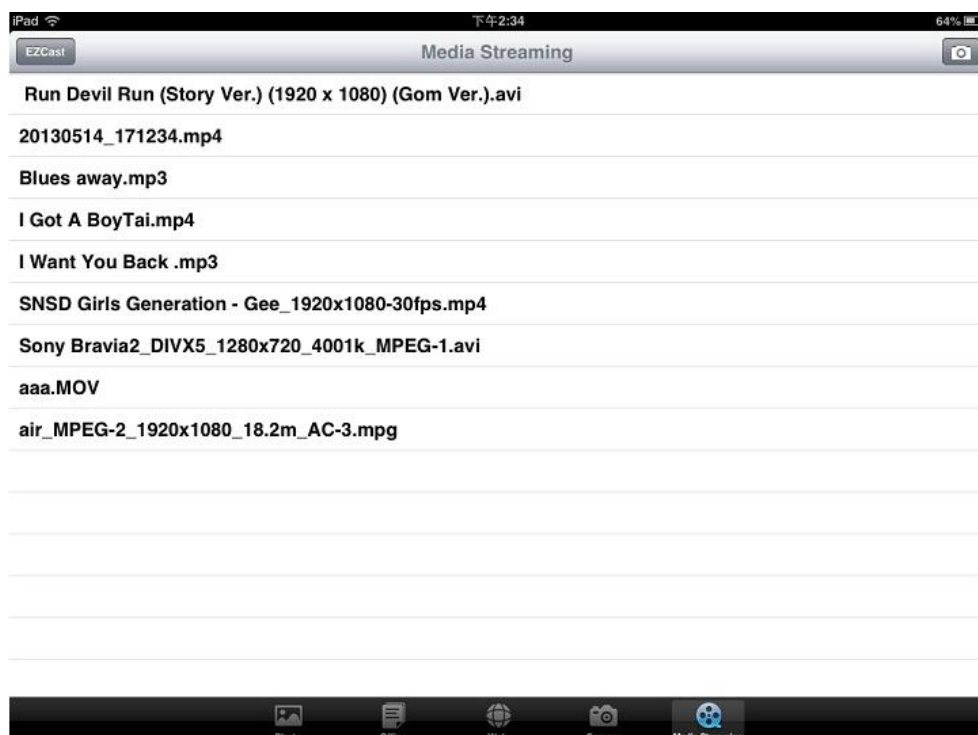 iPad 下午2:34 64%
EZCast Media Streaming
Run Devil Run (Story Ver.) (1920 x 1080) (Gom Ver.).avi
20130514_171234.mp4
Blues away.mp3
I Got A BoyTai.mp4
I Want You Back .mp3
SNSD Girls Generation - Gee_1920x1080-30fps.mp4
Sony Bravia2_DIVX5_1280x720_4001k_MPEG-1.avi
aaa.MOV
air_MPEG-2_1920x1080_18.2m_AC-3.mpg